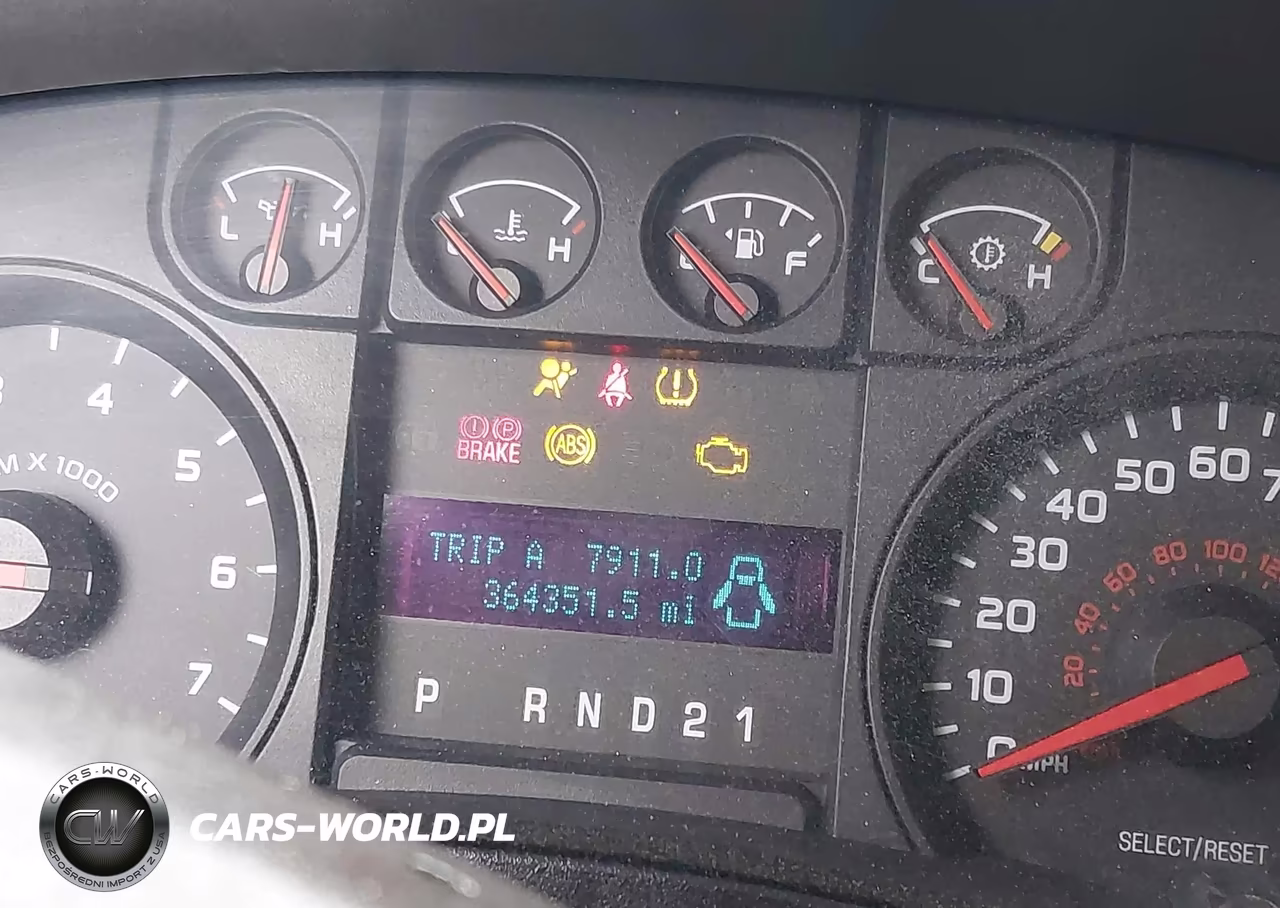 L H
H
F
C H
4
5
6
7
X 1000
BRAKE
ABS
TRIP A 7911.0
364351.5 mi
P R N D 2 1
0
10
20
30
40
50
60
20
40
60
80
100
MPH
SELECT/RESET
CARS-WORLD
CW
BEZPOŚREDNI IMPORT Z USA
CARS-WORLD.PL